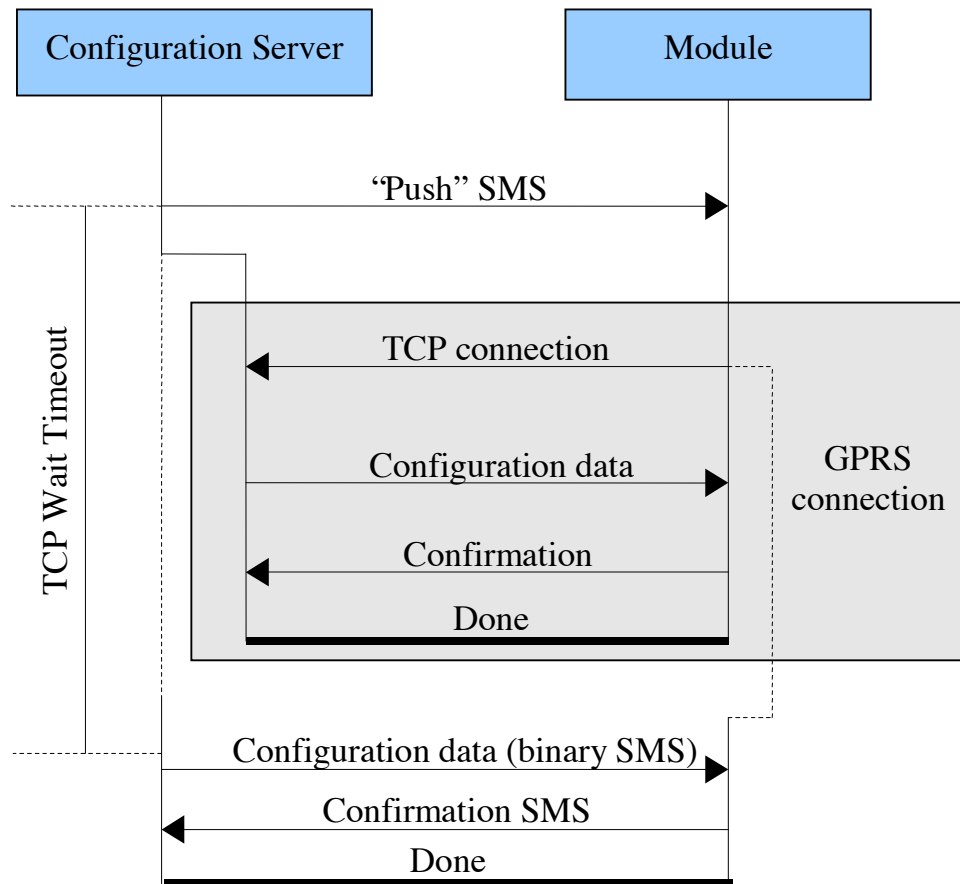 Configuration Server
Module
“Push” SMS
TCP Wait Timeout
TCP connection
Configuration data
GPRS
connection
Confirmation
Done
Configuration data (binary SMS)
Confirmation SMS
Done